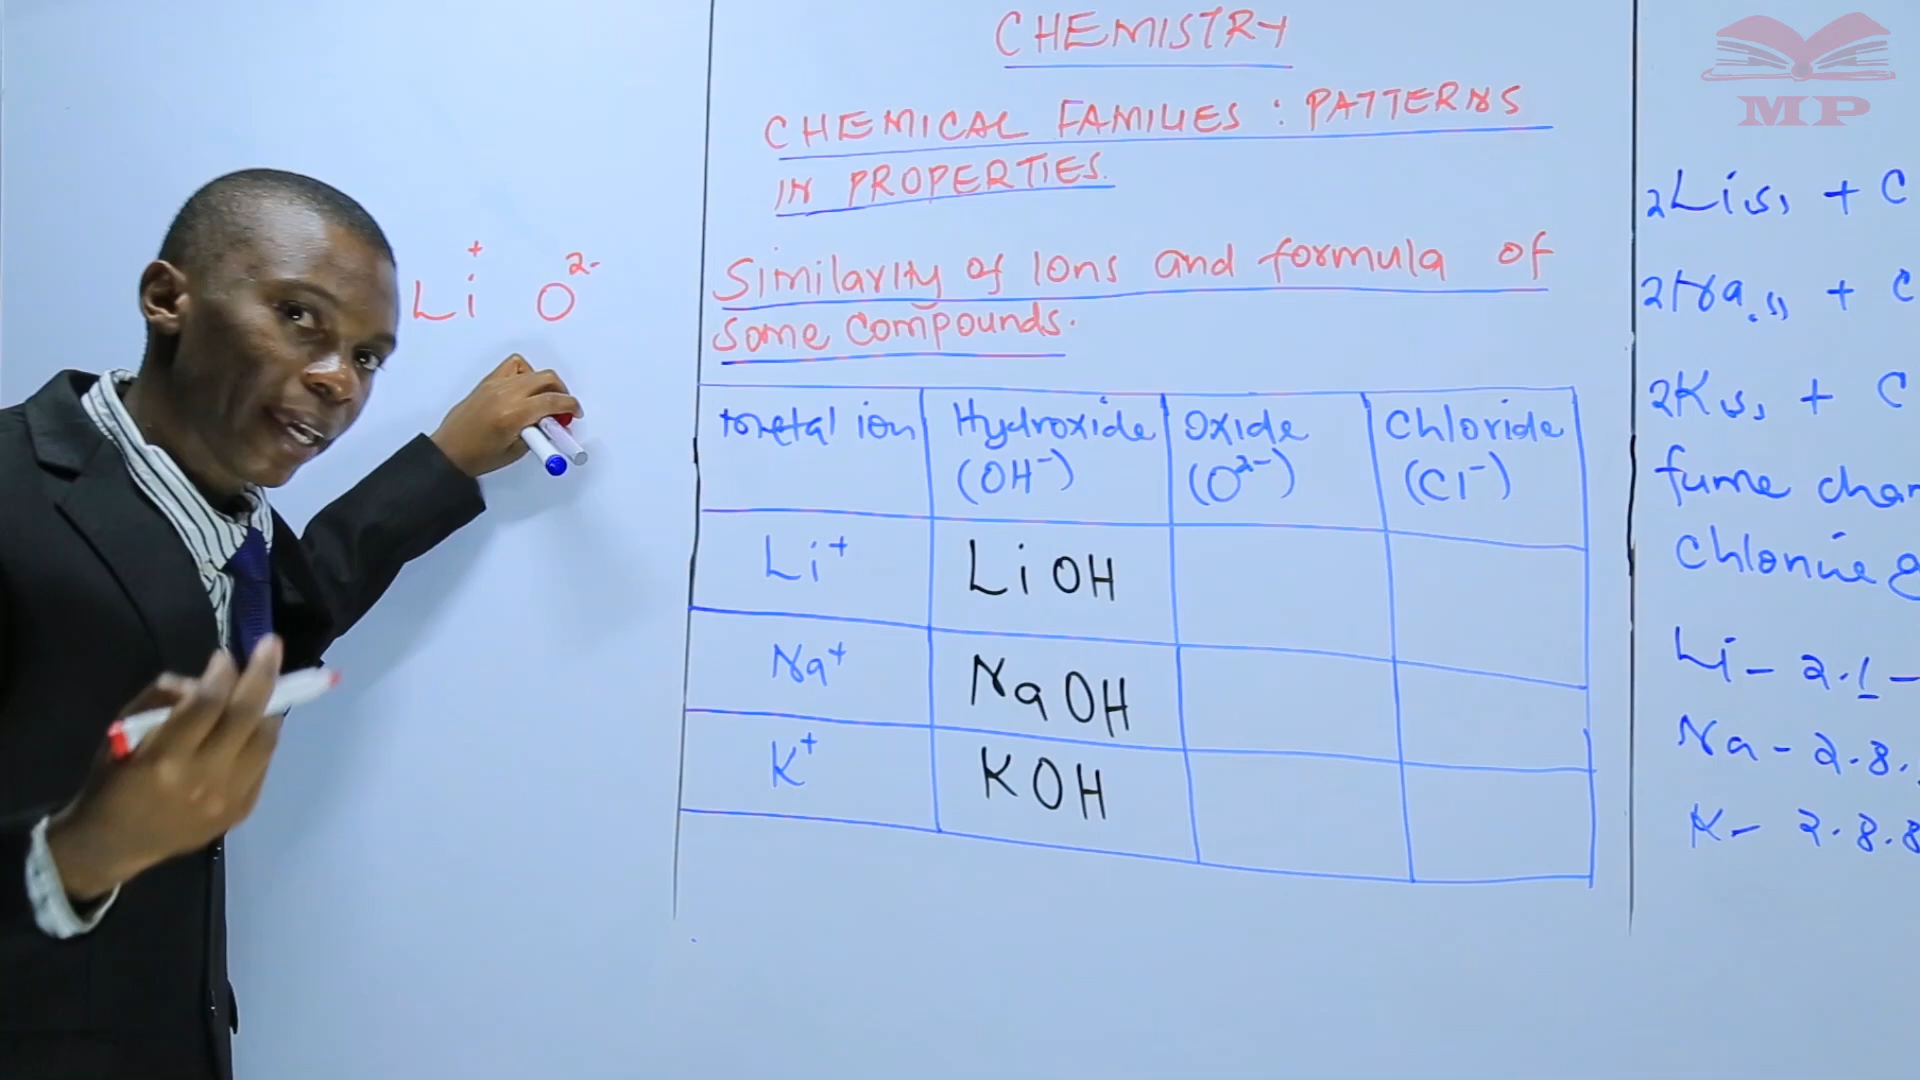 CHEMISTRY
CHEMICAL FAMILIES : PATTERNS
IN PROPERTIES.
Similarity of Ions and formula of
some compounds.
Li⁺ O²⁻
metal ion Hydroxide (OH⁻) Oxide (O²⁻) Chloride (Cl⁻)
Li⁺ LiOH
Na⁺ NaOH
K⁺ KOH
MP
2Li(s) + C
2Na(s) + C
2K(s) + C
fume cham
Chlorine g
Li - 2.1 -
Na - 2.8.
K - 2.8.8